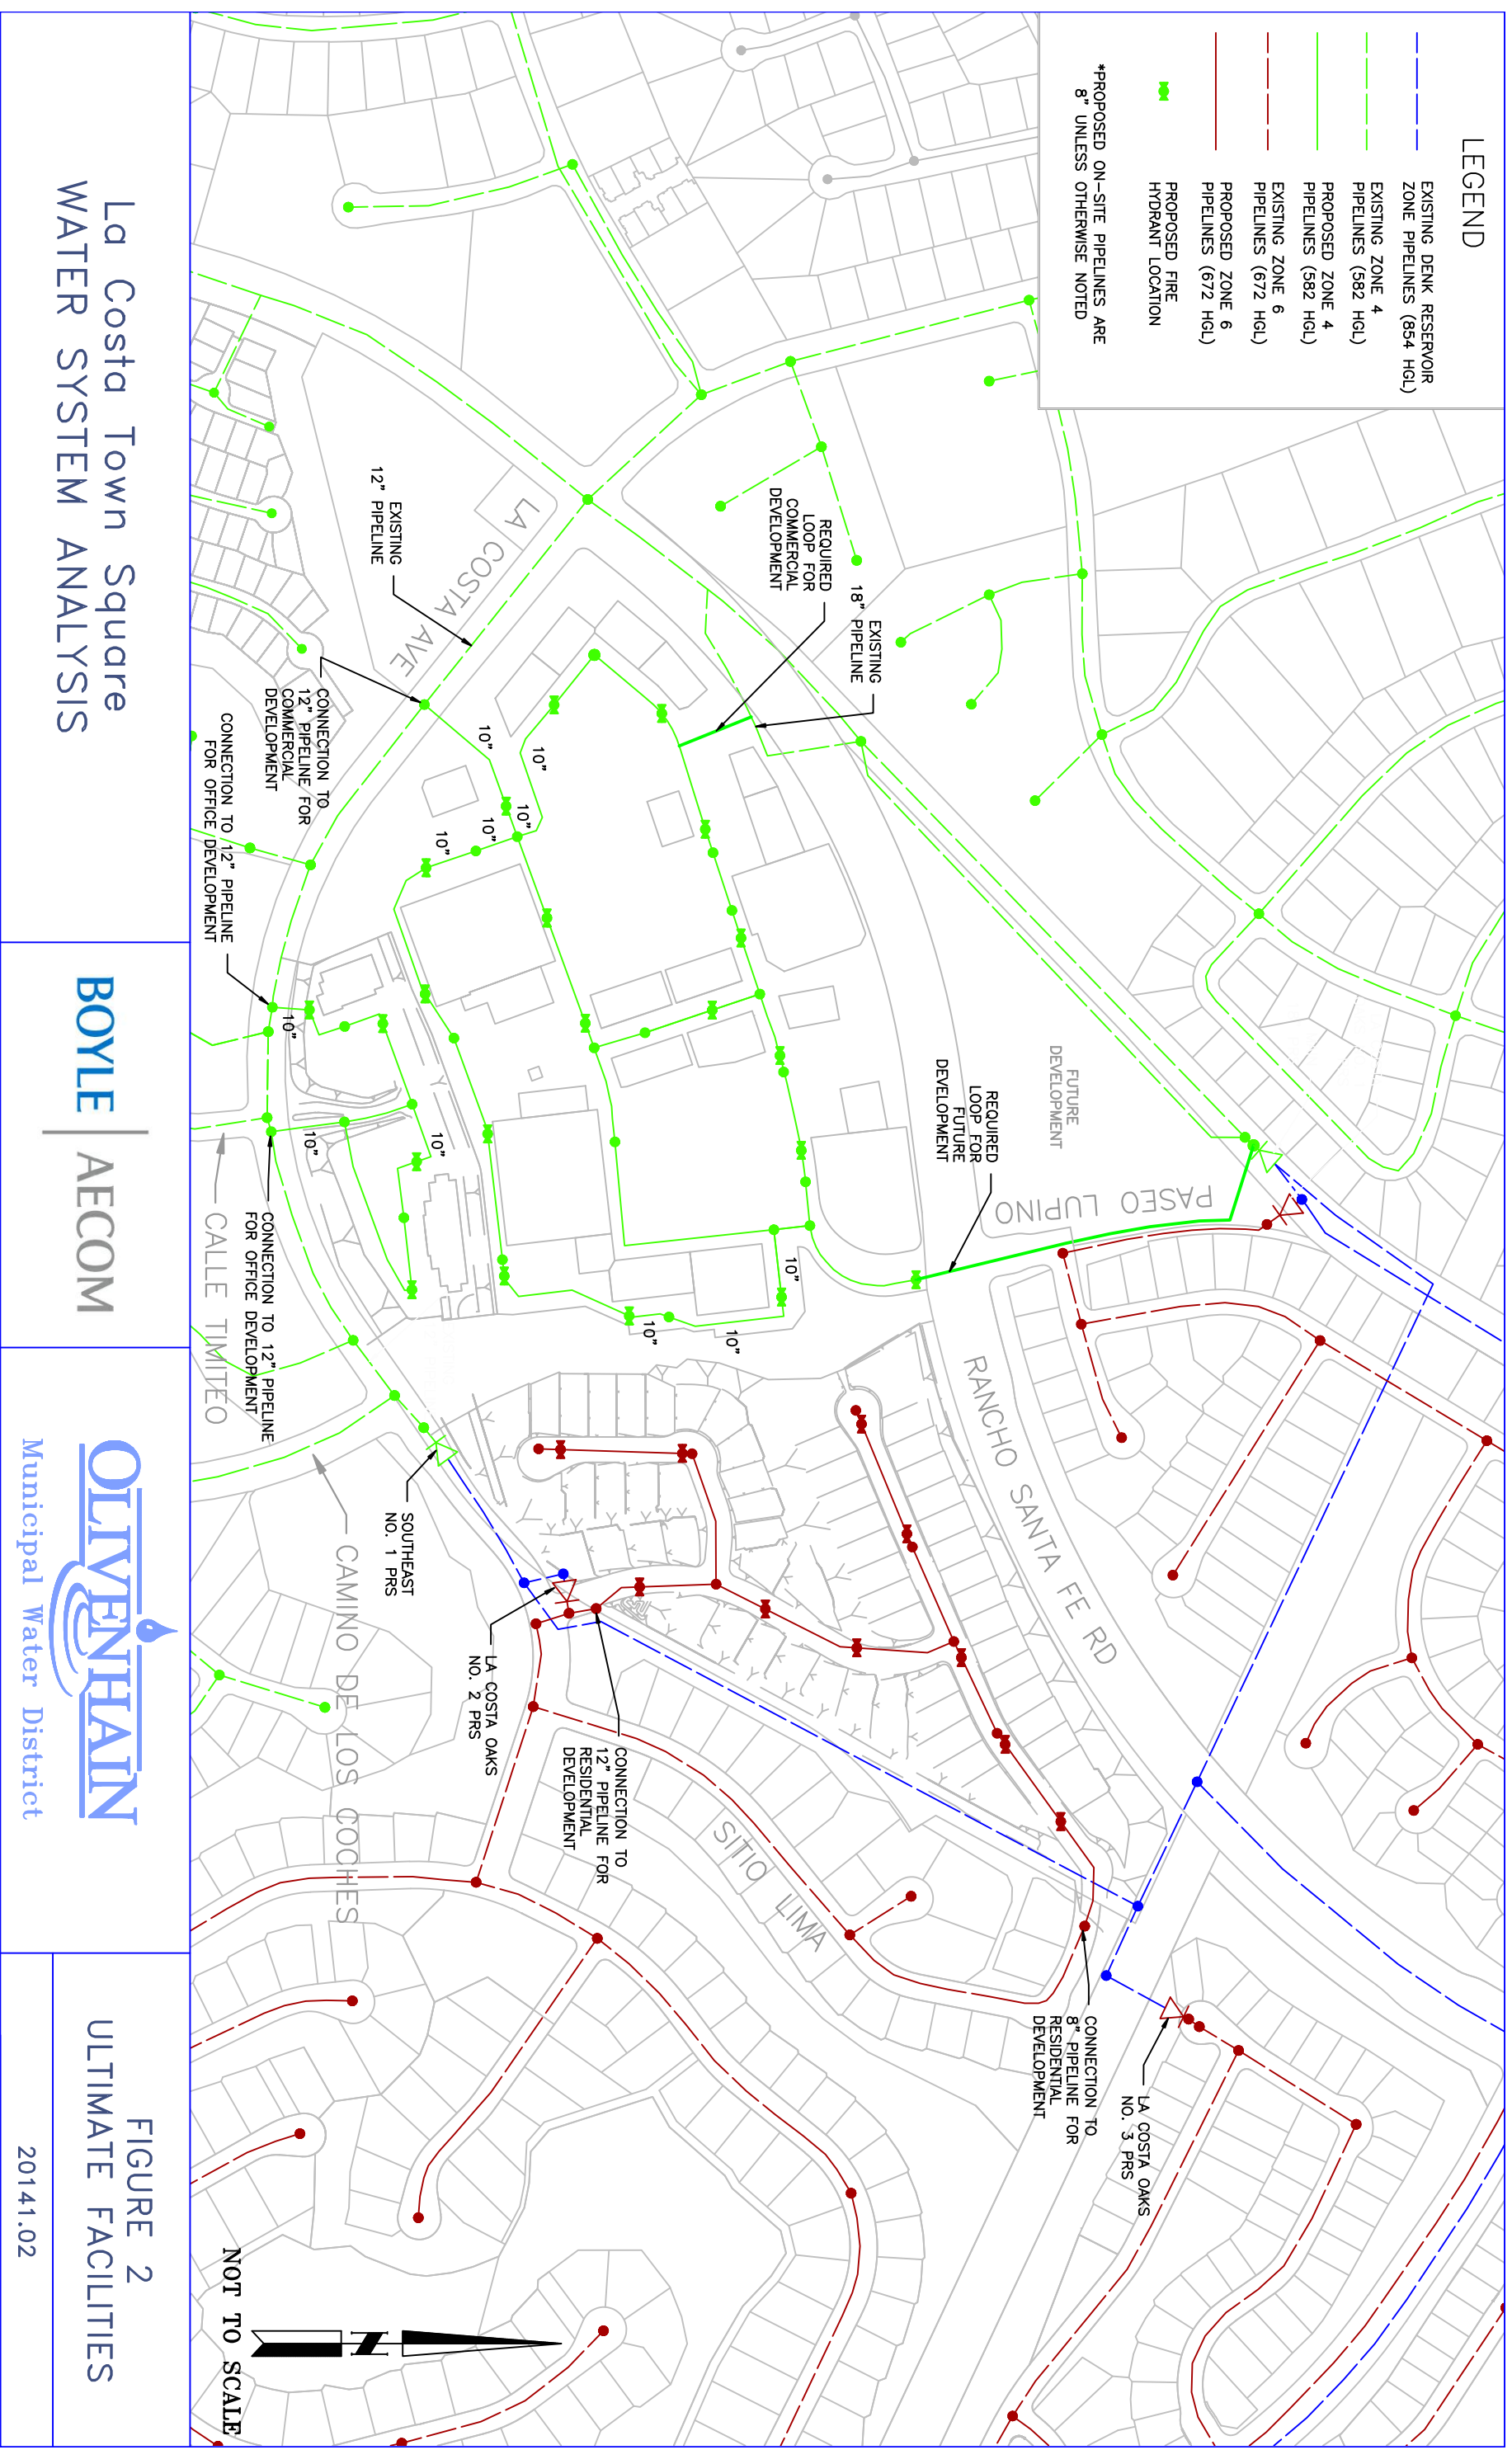 LEGEND
EXISTING DENK RESERVOIR
ZONE PIPELINES (854 HGL)
EXISTING ZONE 4
PIPELINES (582 HGL)
PROPOSED ZONE 4
PIPELINES (582 HGL)
EXISTING ZONE 6
PIPELINES (672 HGL)
PROPOSED ZONE 6
PIPELINES (672 HGL)
PROPOSED FIRE
HYDRANT LOCATION
*PROPOSED ON-SITE PIPELINES ARE
8" UNLESS OTHERWISE NOTED
FUTURE
DEVELOPMENT
PASEO LUPINO
REQUIRED
LOOP FOR
FUTURE
DEVELOPMENT
RANCHO SANTA FE RD
CONNECTION TO
8" PIPELINE FOR
RESIDENTIAL
DEVELOPMENT
LA COSTA OAKS
NO. 3 PRS
EXISTING
18" PIPELINE
REQUIRED
LOOP FOR
COMMERCIAL
DEVELOPMENT
LA COSTA AVE
EXISTING
12" PIPELINE
10"
10"
10"
10"
10"
10"
10"
10"
10"
10"
10"
10"
SITIO LIMA
CONNECTION TO
12" PIPELINE FOR
RESIDENTIAL
DEVELOPMENT
LA COSTA OAKS
NO. 2 PRS
SOUTHEAST
NO. 1 PRS
CONNECTION TO
12" PIPELINE FOR
COMMERCIAL
DEVELOPMENT
CONNECTION TO 12" PIPELINE
FOR OFFICE DEVELOPMENT
CONNECTION TO 12" PIPELINE
FOR OFFICE DEVELOPMENT
CALLE TIMITEO
CAMINO DE LOS COCHES
N
NOT TO SCALE
La Costa Town Square
WATER SYSTEM ANALYSIS
BOYLE | AECOM
OLIVENHAIN
Municipal Water District
FIGURE 2
ULTIMATE FACILITIES
20141.02